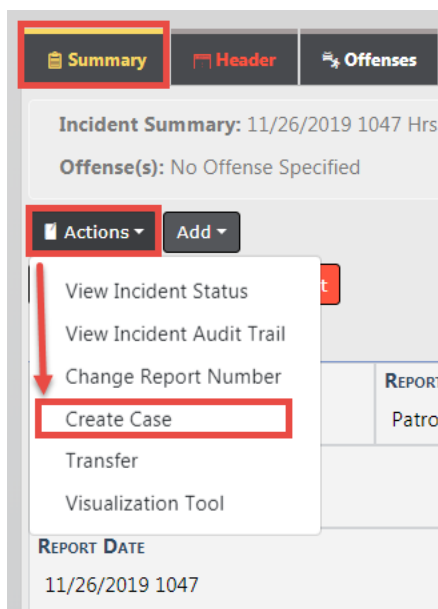 Summary Header Offenses
Incident Summary: 11/26/2019 1047 Hrs
Offense(s): No Offense Specified
Actions Add
View Incident Status
View Incident Audit Trail
Change Report Number
Create Case
Transfer
Visualization Tool
REPORT DATE
11/26/2019 1047